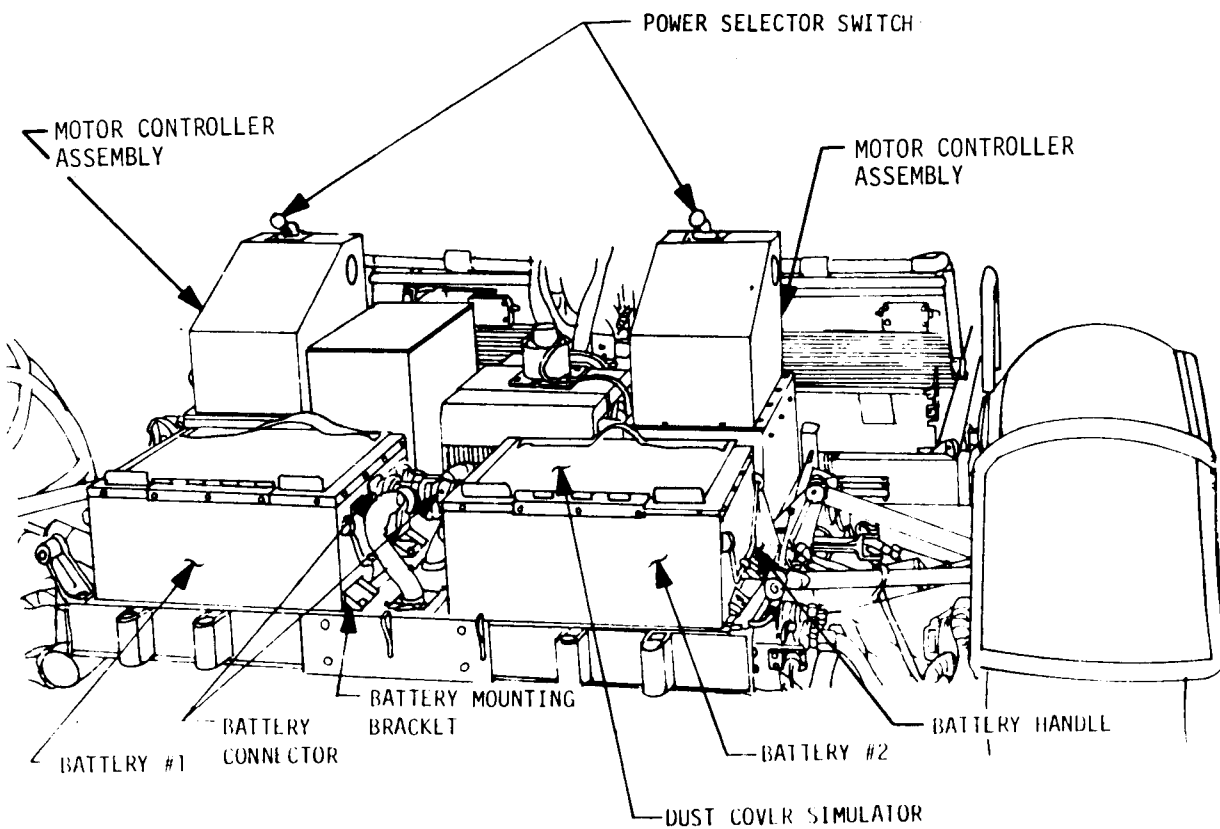 POWER SELECTOR SWITCH
MOTOR CONTROLLER
ASSEMBLY
MOTOR CONTROLLER
ASSEMBLY
BATTERY MOUNTING
BRACKET
BATTERY
CONNECTOR
BATTERY HANDLE
BATTERY #1
BATTERY #2
DUST COVER SIMULATOR